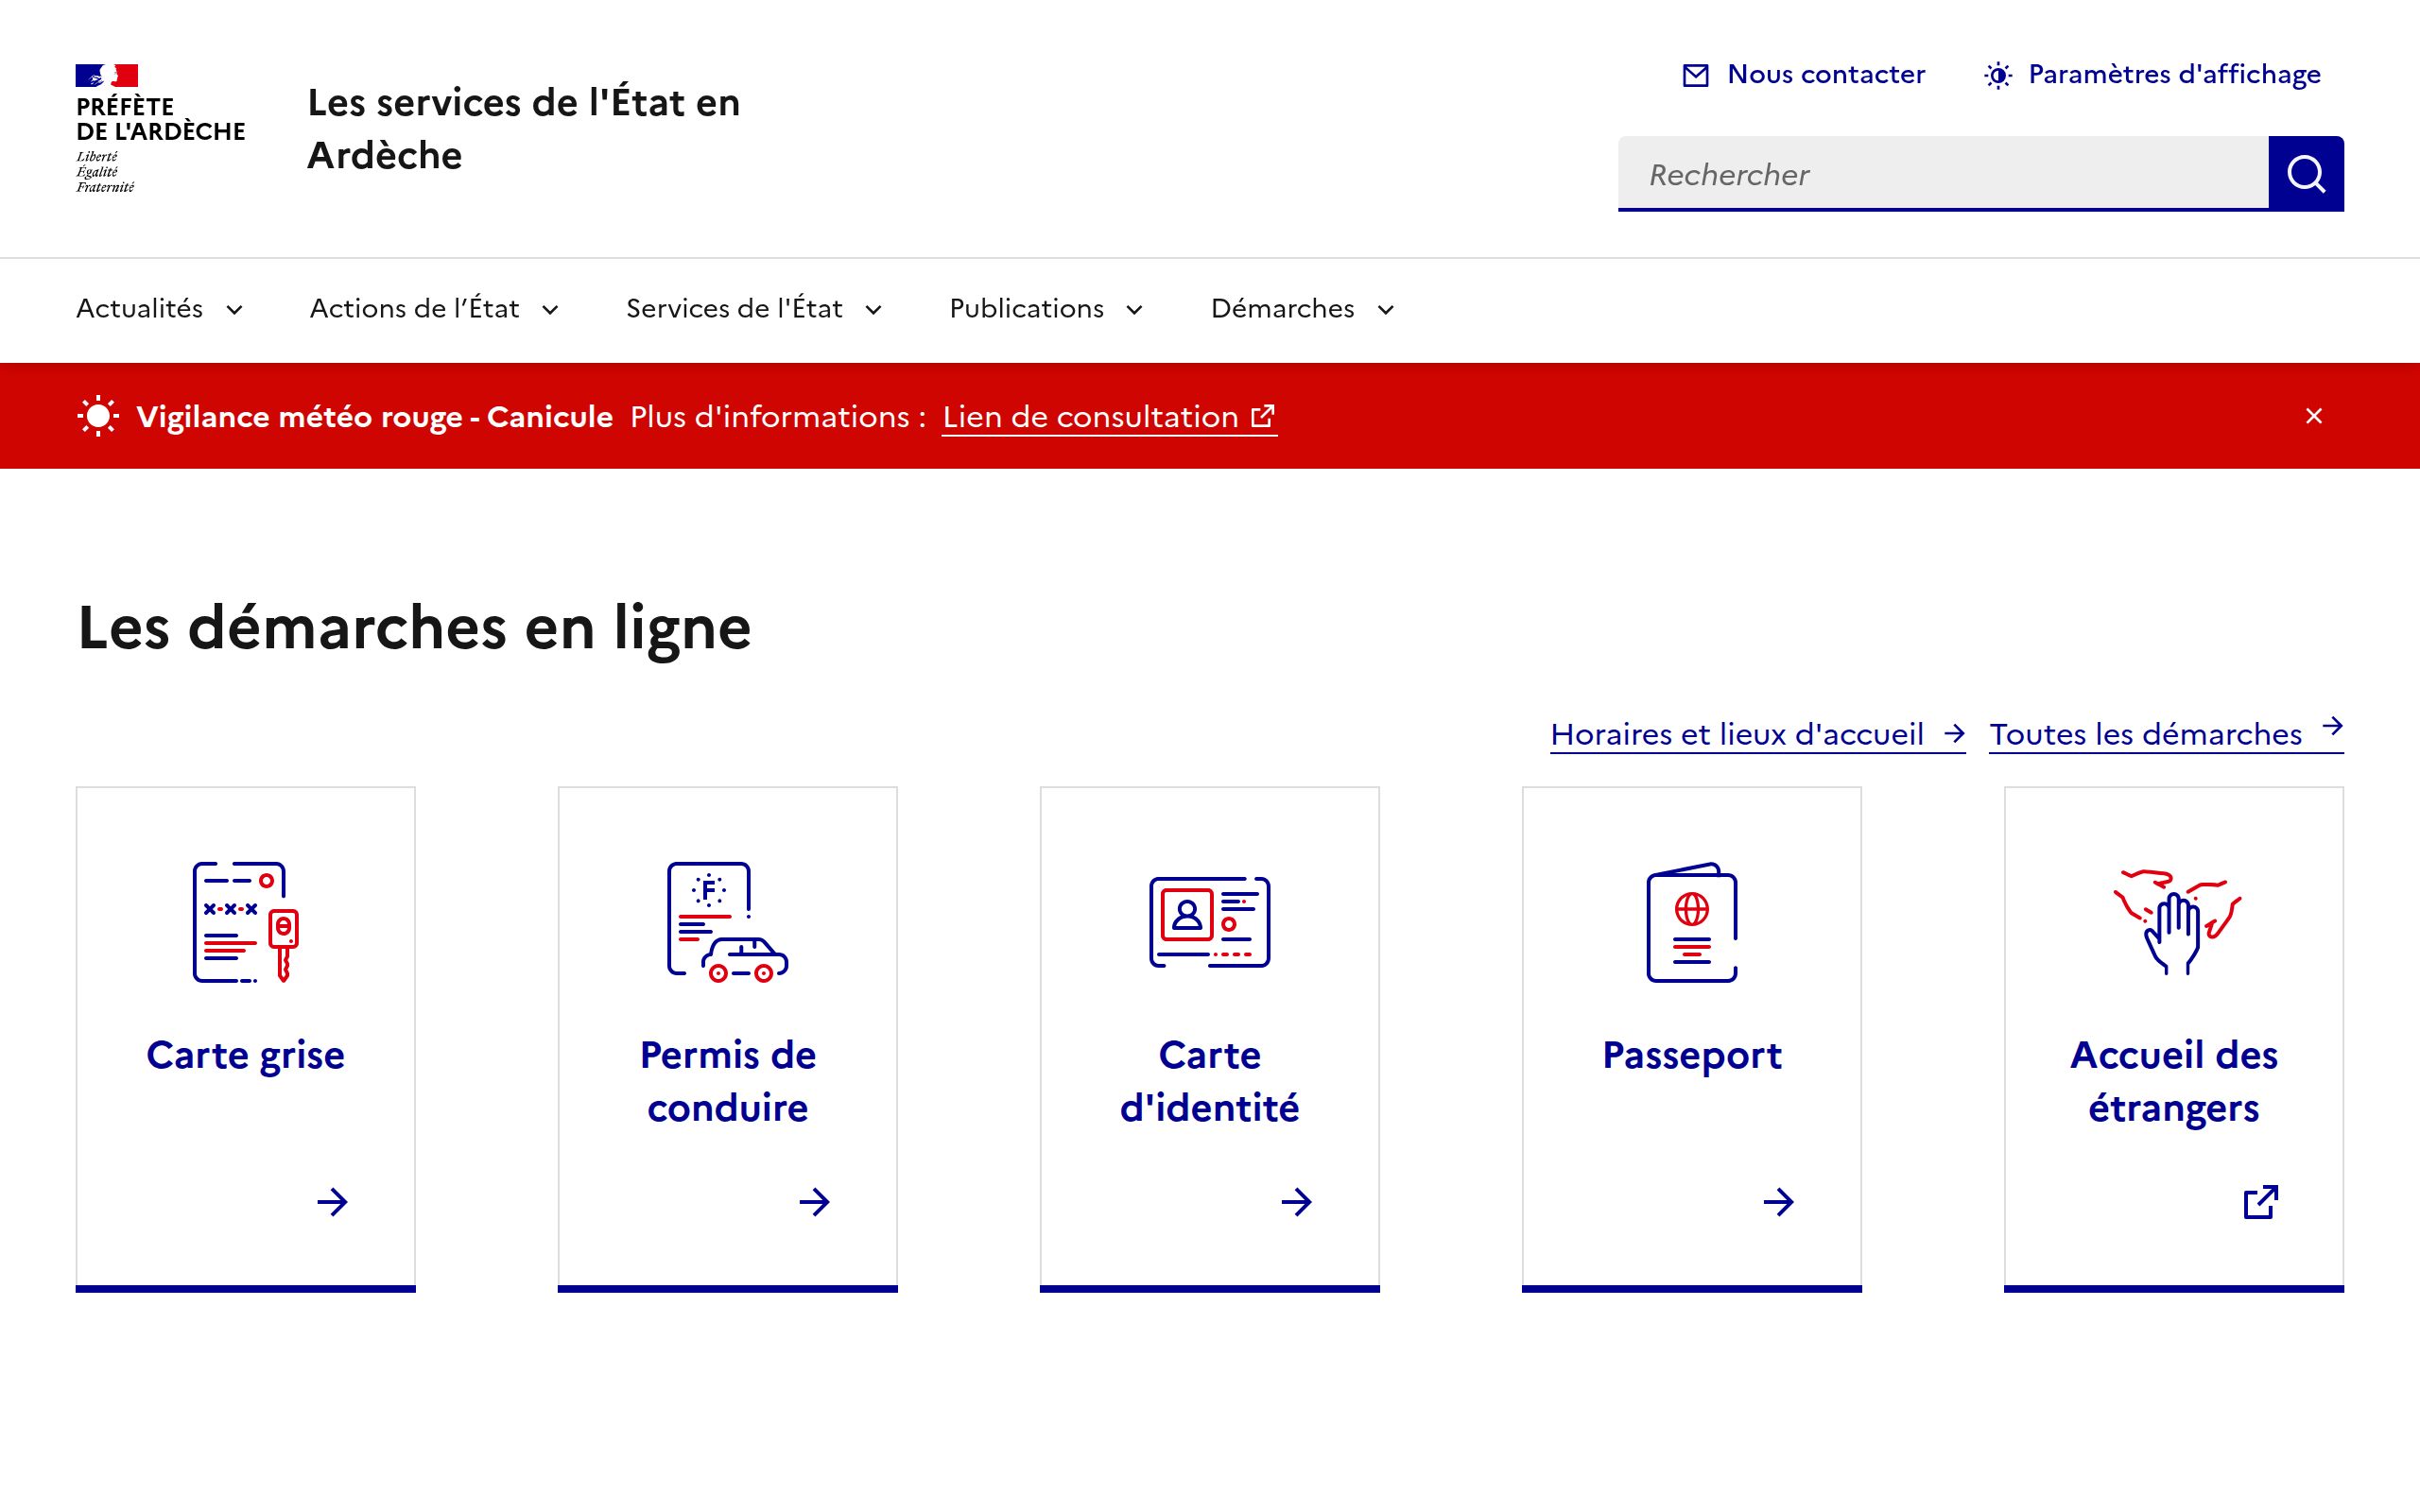 PRÉFÈTE
DE L'ARDÈCHE
Liberté
Égalité
Fraternité
Les services de l'État en
Ardèche
Nous contacter
Paramètres d'affichage
Rechercher
Actualités
Actions de l’État
Services de l'État
Publications
Démarches
Vigilance météo rouge - Canicule Plus d'informations : Lien de consultation
Les démarches en ligne
Horaires et lieux d'accueil
Toutes les démarches
Carte grise
F
Permis de
conduire
Carte
d'identité
Passeport
Accueil des
étrangers